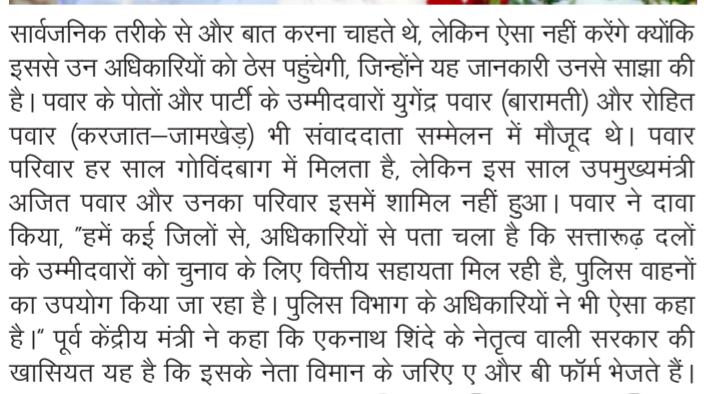 सार्वजनिक तरीके से और बात करना चाहते थे, लेकिन ऐसा नहीं करेंगे क्योंकि
इससे उन अधिकारियों को ठेस पहुंचेगी, जिन्होंने यह जानकारी उनसे साझा की
है। पवार के पोतों और पार्टी के उम्मीदवारों युगेंद्र पवार (बारामती) और रोहित
पवार (करजात–जामखेड़) भी संवाददाता सम्मेलन में मौजूद थे। पवार
परिवार हर साल गोविंदबाग में मिलता है, लेकिन इस साल उपमुख्यमंत्री
अजित पवार और उनका परिवार इसमें शामिल नहीं हुआ। पवार ने दावा
किया, "हमें कई जिलों से, अधिकारियों से पता चला है कि सत्तारूढ़ दलों
के उम्मीदवारों को चुनाव के लिए वित्तीय सहायता मिल रही है, पुलिस वाहनों
का उपयोग किया जा रहा है। पुलिस विभाग के अधिकारियों ने भी ऐसा कहा
है।" पूर्व केंद्रीय मंत्री ने कहा कि एकनाथ शिंदे के नेतृत्व वाली सरकार की
खासियत यह है कि इसके नेता विमान के जरिए ए और बी फॉर्म भेजते हैं।